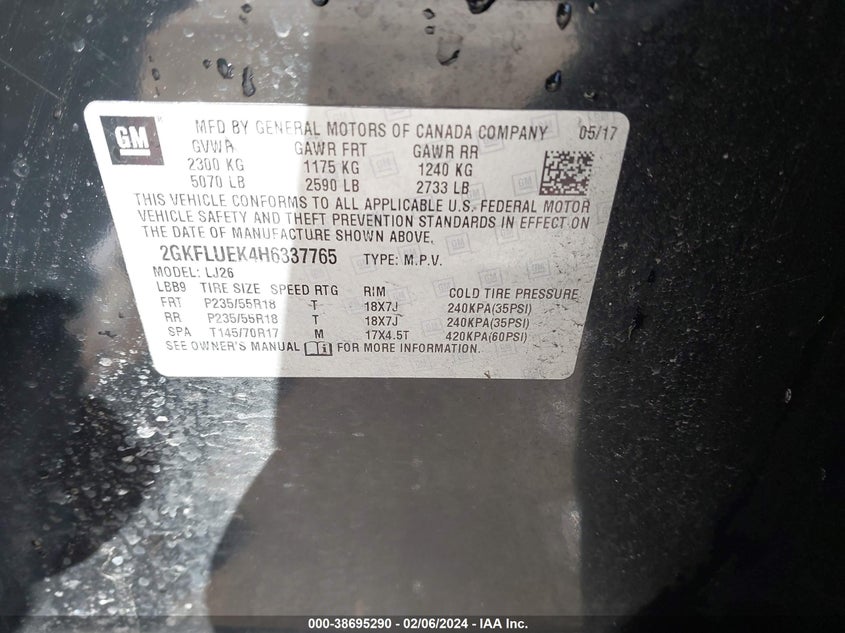 GM MFD BY GENERAL MOTORS OF CANADA COMPANY 05/17
GVWR GAWR FRT GAWR RR
2300 KG 1175 KG 1240 KG
5070 LB 2590 LB 2733 LB
THIS VEHICLE CONFORMS TO ALL APPLICABLE U.S. FEDERAL MOTOR
VEHICLE SAFETY AND THEFT PREVENTION STANDARDS IN EFFECT ON
THE DATE OF MANUFACTURE SHOWN ABOVE.
2GKFLUEK4H6337765 TYPE: M.P.V.
MODEL: LJ26
LBB9 TIRE SIZE SPEED RTG RIM COLD TIRE PRESSURE
FRT P235/55R18 T 18X7J 240KPA(35PSI)
RR P235/55R18 T 18X7J 240KPA(35PSI)
SPA T145/70R17 M 17X4.5T 420KPA(60PSI)
SEE OWNER'S MANUAL FOR MORE INFORMATION.
000-38695290 - 02/06/2024 - IAA Inc.